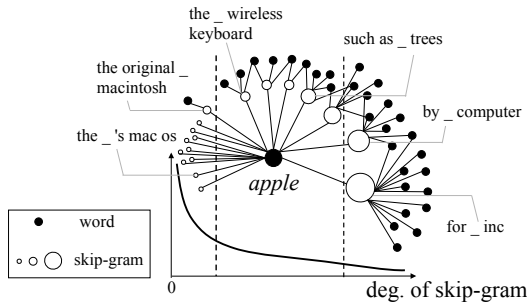 the _ wireless
keyboard
such as _ trees
the original _
macintosh
by _ computer
the _ 's mac os
apple
word
skip-gram
for _ inc
0
deg. of skip-gram